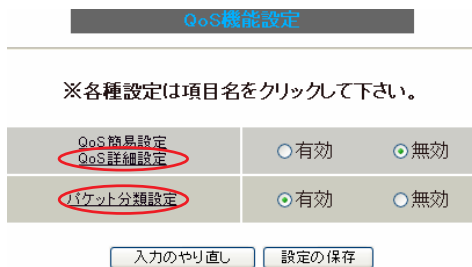 QoS機能設定
※各種設定は項目名をクリックして下さい。
QoS簡易設定
QoS詳細設定
有効 無効
パケット分類設定 有効 無効
入力のやり直し 設定の保存